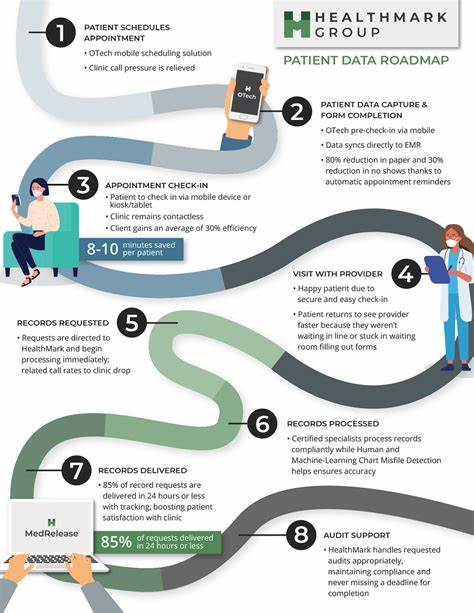 HEALTHMARK
GROUP
PATIENT DATA ROADMAP
1
PATIENT SCHEDULES
APPOINTMENT
• OTech mobile scheduling solution
• Clinic call pressure is relieved
OTech
2
PATIENT DATA CAPTURE &
FORM COMPLETION
• OTech pre-check-in via mobile
• Data syncs directly to EMR
• 80% reduction in paper and 30%
reduction in no shows thanks to
automatic appointment reminders
3
APPOINTMENT CHECK-IN
• Patient to check in via mobile device or
kiosk/tablet
• Clinic remains contactless
• Client gains an average of 30% efficiency
8-10 minutes saved
per patient
4
VISIT WITH PROVIDER
• Happy patient due to
secure and easy check-in
• Patient returns to see provider
faster because they weren't
waiting in line or stuck in waiting
room filling out forms
5
RECORDS REQUESTED
• Requests are directed to
HealthMark and begin
processing immediately;
related call rates to clinic drop
6
RECORDS PROCESSED
• Certified specialists process records
compliantly while Human and
Machine-Learning Chart Misfile Detection
helps ensure accuracy
7
RECORDS DELIVERED
• 85% of record requests are
delivered in 24 hours or less
with tracking, boosting patient
satisfaction with clinic
85% of requests delivered
in 24 hours or less
MedRelease
8
AUDIT SUPPORT
• HealthMark handles requested
audits appropriately,
maintaining compliance and
never missing a deadline for
completion